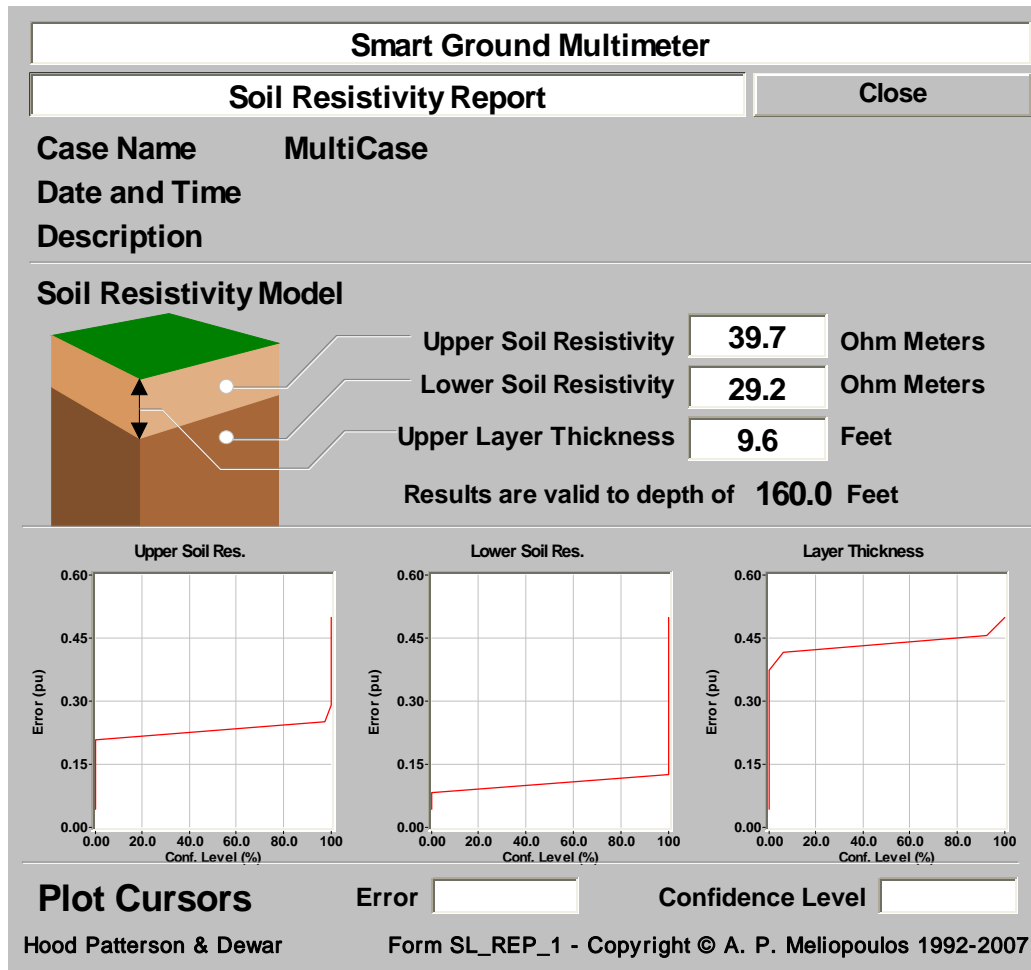 Smart Ground Multimeter
Soil Resistivity Report
Close
Case Name MultiCase
Date and Time
Description
Soil Resistivity Model
Upper Soil Resistivity 39.7 Ohm Meters
Lower Soil Resistivity 29.2 Ohm Meters
Upper Layer Thickness 9.6 Feet
Results are valid to depth of 160.0 Feet
Upper Soil Res.
0.60
0.45
0.30
0.15
0.00
Error (pu)
0.00 20.0 40.0 60.0 80.0 100
Conf. Level (%)
Lower Soil Res.
0.60
0.45
0.30
0.15
0.00
Error (pu)
0.00 20.0 40.0 60.0 80.0 100
Conf. Level (%)
Layer Thickness
0.60
0.45
0.30
0.15
0.00
Error (pu)
0.00 20.0 40.0 60.0 80.0 100
Conf. Level (%)
Plot Cursors Error Confidence Level
Hood Patterson & Dewar Form SL_REP_1 - Copyright © A. P. Meliopoulos 1992-2007